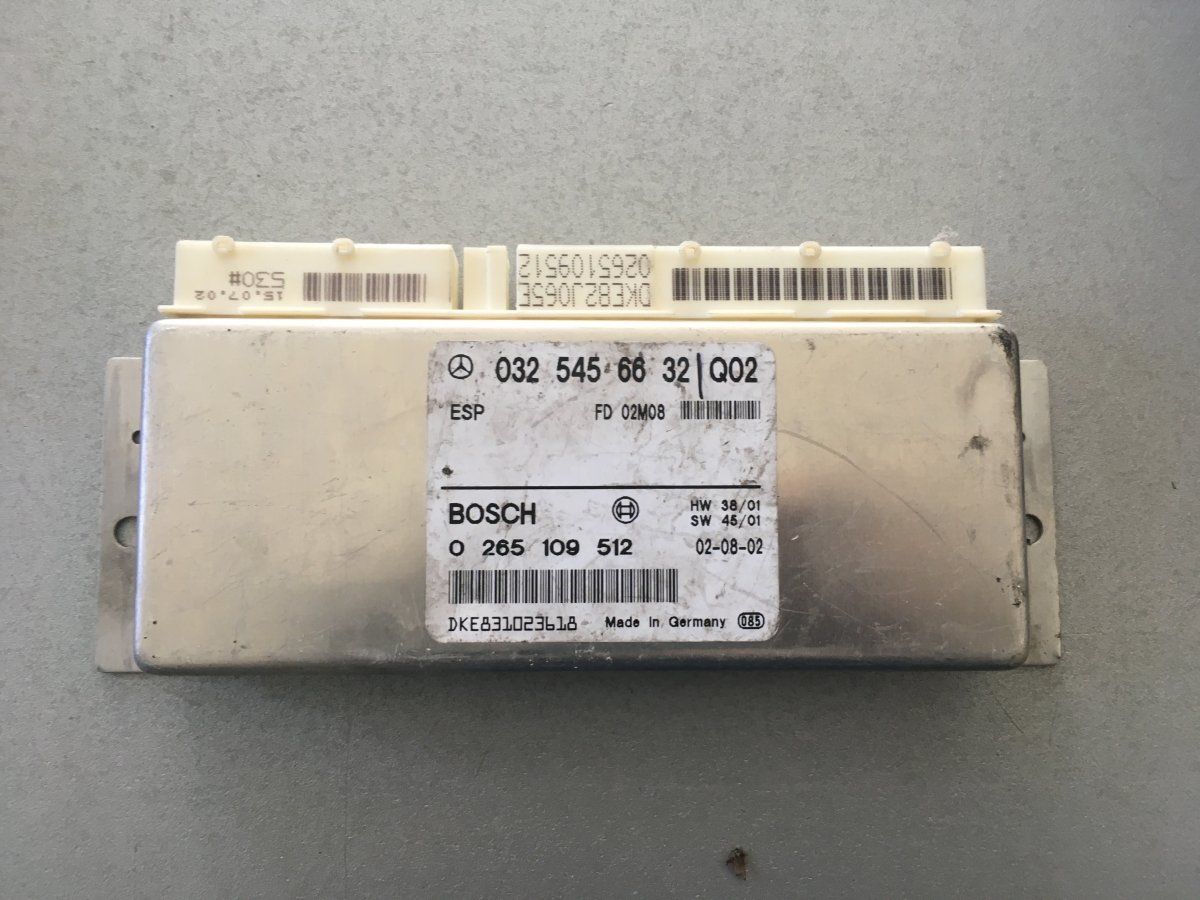 530#
15.07.02
0265109512
DKE82J065E
032 545 66 32 | Q02
ESP FD 02M08
BOSCH HW 38/01
SW 45/01
0 265 109 512 02-08-02
DKE831023618 Made in Germany 085